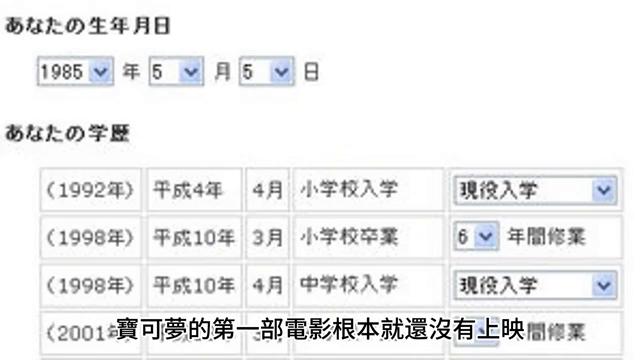 あなたの生年月日
1985 年 5 月 5 日
あなたの学歴
(1992年) 平成4年 4月 小学校入学 現役入学
(1998年) 平成10年 3月 小学校卒業 6 年間修業
(1998年) 平成10年 4月 中学校入学 現役入学
(2001 年間修業
寶可夢的第一部電影根本就還沒有上映